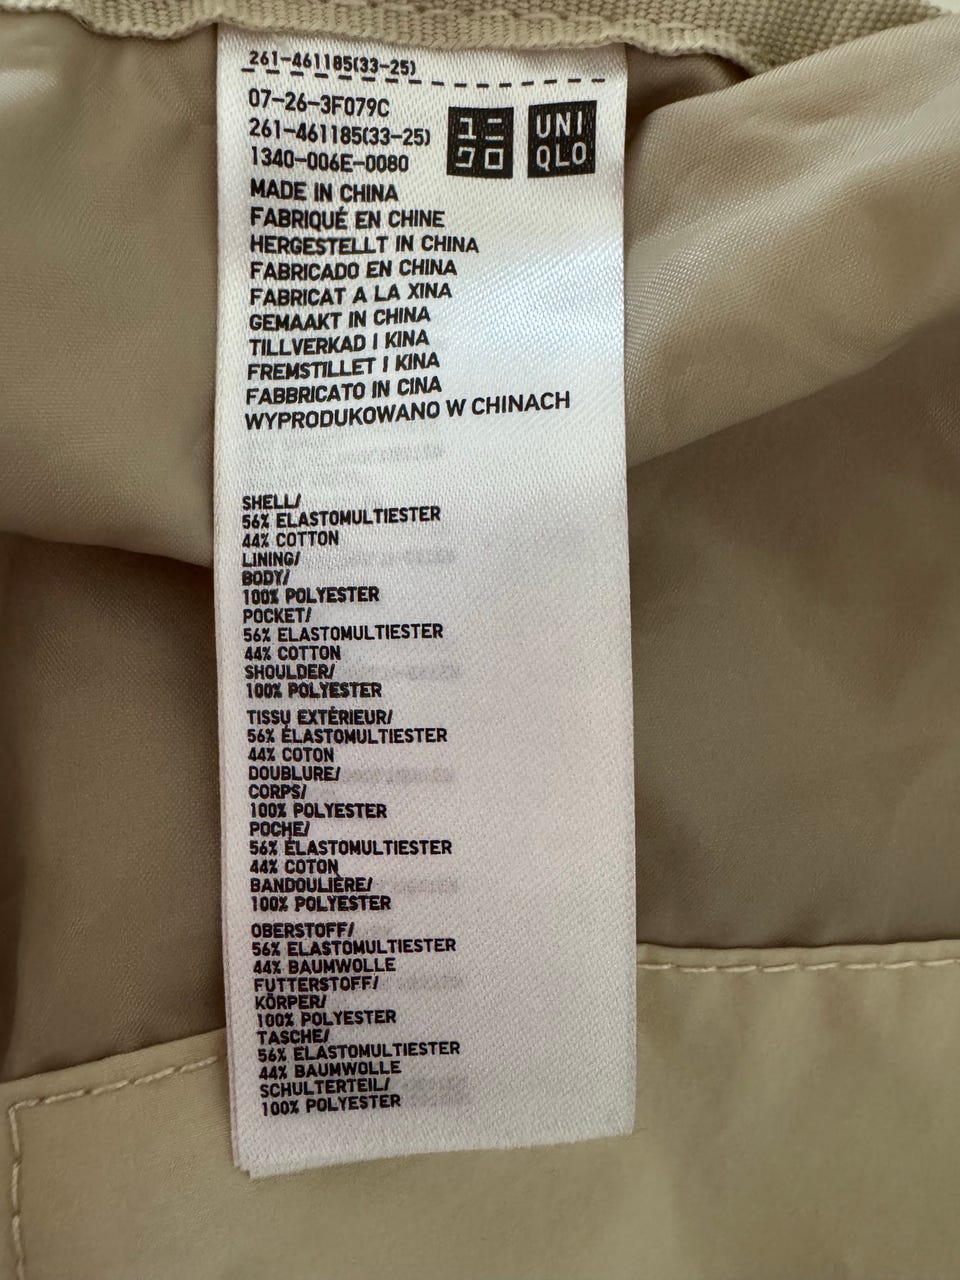 261-461185(33-25)
07-26-3F079C
261-461185(33-25)
1340-006E-0080
ユニ
クロ
UNI
QLO
MADE IN CHINA
FABRIQUÉ EN CHINE
HERGESTELLT IN CHINA
FABRICADO EN CHINA
FABRICAT A LA XINA
GEMAAKT IN CHINA
TILLVERKAD I KINA
FREMSTILLET I KINA
FABBRICATO IN CINA
WYPRODUKOWANO W CHINACH
SHELL/
56% ELASTOMULTIESTER
44% COTTON
LINING/
BODY/
100% POLYESTER
POCKET/
56% ELASTOMULTIESTER
44% COTTON
SHOULDER/
100% POLYESTER
TISSU EXTÉRIEUR/
56% ÉLASTOMULTIESTER
44% COTON
DOUBLURE/
CORPS/
100% POLYESTER
POCHE/
56% ÉLASTOMULTIESTER
44% COTON
BANDOULIÈRE/
100% POLYESTER
OBERSTOFF/
56% ELASTOMULTIESTER
44% BAUMWOLLE
FUTTERSTOFF/
KÖRPER/
100% POLYESTER
TASCHE/
56% ELASTOMULTIESTER
44% BAUMWOLLE
SCHULTERTEIL/
100% POLYESTER